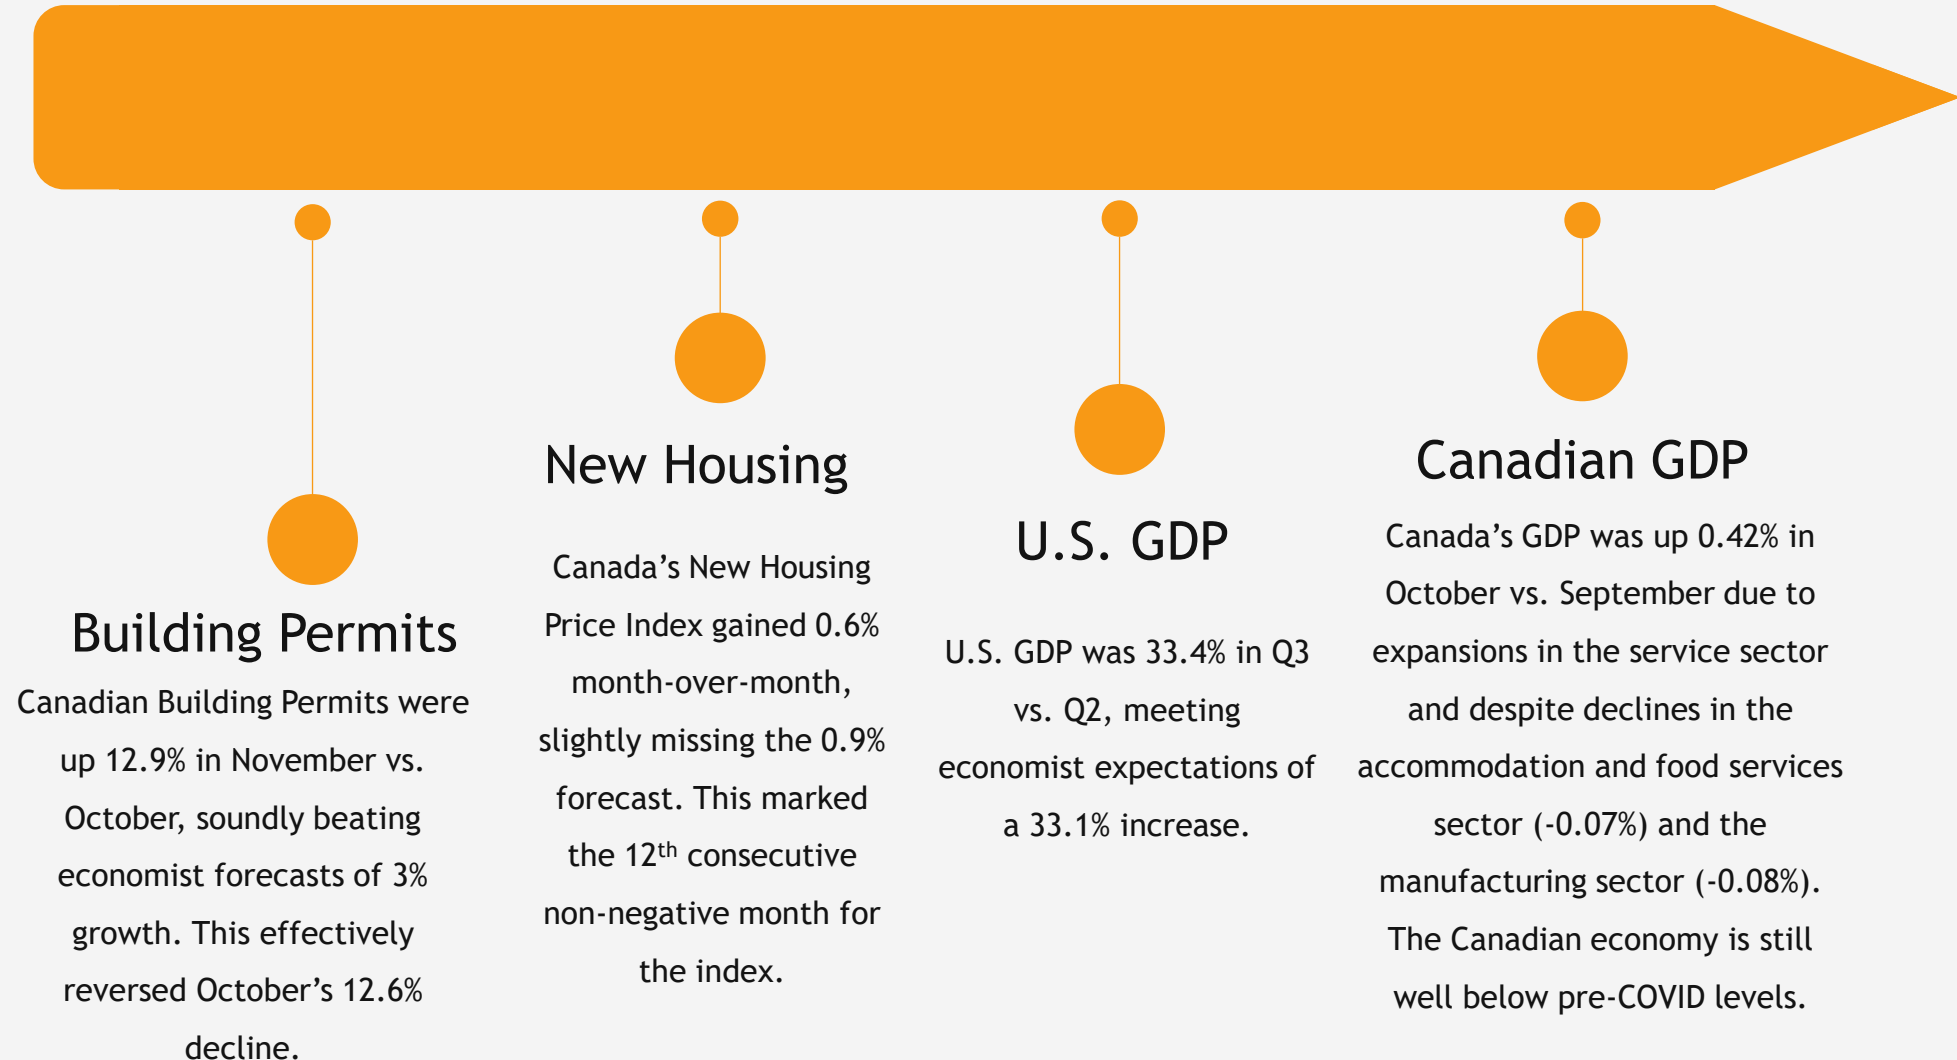 Building Permits
Canadian Building Permits were
up 12.9% in November vs.
October, soundly beating
economist forecasts of 3%
growth. This effectively
reversed October’s 12.6%
decline.
New Housing
Canada’s New Housing
Price Index gained 0.6%
month-over-month,
slightly missing the 0.9%
forecast. This marked
the 12th consecutive
non-negative month for
the index.
U.S. GDP
U.S. GDP was 33.4% in Q3
vs. Q2, meeting
economist expectations of
a 33.1% increase.
Canadian GDP
Canada’s GDP was up 0.42% in
October vs. September due to
expansions in the service sector
and despite declines in the
accommodation and food services
sector (-0.07%) and the
manufacturing sector (-0.08%).
The Canadian economy is still
well below pre-COVID levels.